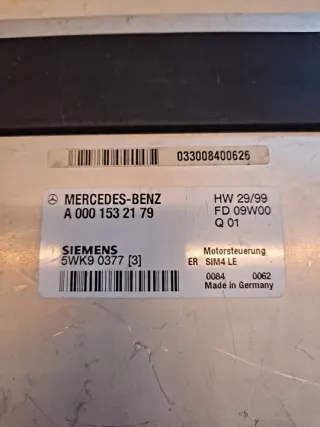 033008400626
MERCEDES-BENZ
A 000 153 21 79
HW 29/99
FD 09W00
Q 01
SIEMENS
5WK9 0377 [3]
Motorsteuerung
ER SIM4 LE
0084 0062
Made in Germany